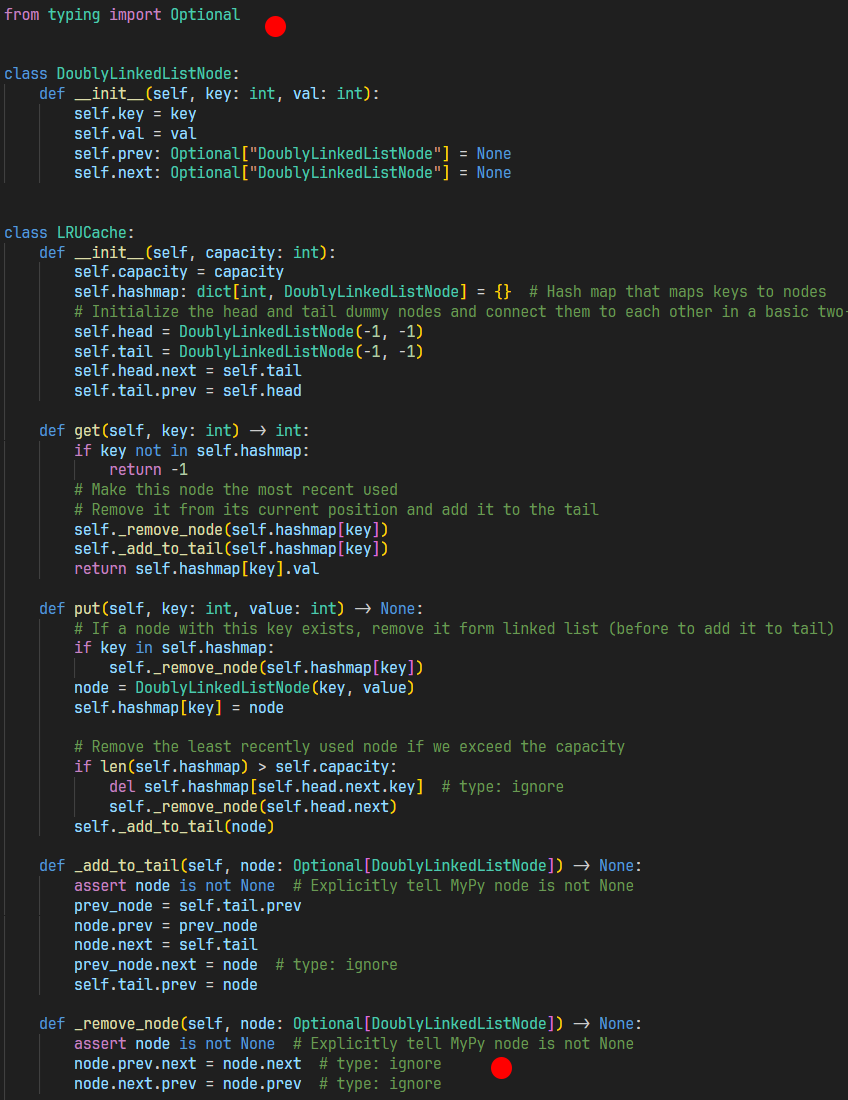 from typing import Optional
class DoublyLinkedListNode:
    def __init__(self, key: int, val: int):
        self.key = key
        self.val = val
        self.prev: Optional["DoublyLinkedListNode"] = None
        self.next: Optional["DoublyLinkedListNode"] = None
class LRUCache:
    def __init__(self, capacity: int):
        self.capacity = capacity
        self.hashmap: dict[int, DoublyLinkedListNode] = {}  # Hash map that maps keys to nodes
        # Initialize the head and tail dummy nodes and connect them to each other in a basic two-
        self.head = DoublyLinkedListNode(-1, -1)
        self.tail = DoublyLinkedListNode(-1, -1)
        self.head.next = self.tail
        self.tail.prev = self.head
    def get(self, key: int) -> int:
        if key not in self.hashmap:
            return -1
        # Make this node the most recent used
        # Remove it from its current position and add it to the tail
        self._remove_node(self.hashmap[key])
        self._add_to_tail(self.hashmap[key])
        return self.hashmap[key].val
    def put(self, key: int, value: int) -> None:
        # If a node with this key exists, remove it form linked list (before to add it to tail)
        if key in self.hashmap:
            self._remove_node(self.hashmap[key])
        node = DoublyLinkedListNode(key, value)
        self.hashmap[key] = node
        # Remove the least recently used node if we exceed the capacity
        if len(self.hashmap) > self.capacity:
            del self.hashmap[self.head.next.key]  # type: ignore
            self._remove_node(self.head.next)
        self._add_to_tail(node)
    def _add_to_tail(self, node: Optional[DoublyLinkedListNode]) -> None:
        assert node is not None  # Explicitly tell MyPy node is not None
        prev_node = self.tail.prev
        node.prev = prev_node
        node.next = self.tail
        prev_node.next = node  # type: ignore
        self.tail.prev = node
    def _remove_node(self, node: Optional[DoublyLinkedListNode]) -> None:
        assert node is not None  # Explicitly tell MyPy node is not None
        node.prev.next = node.next  # type: ignore
        node.next.prev = node.prev  # type: ignore